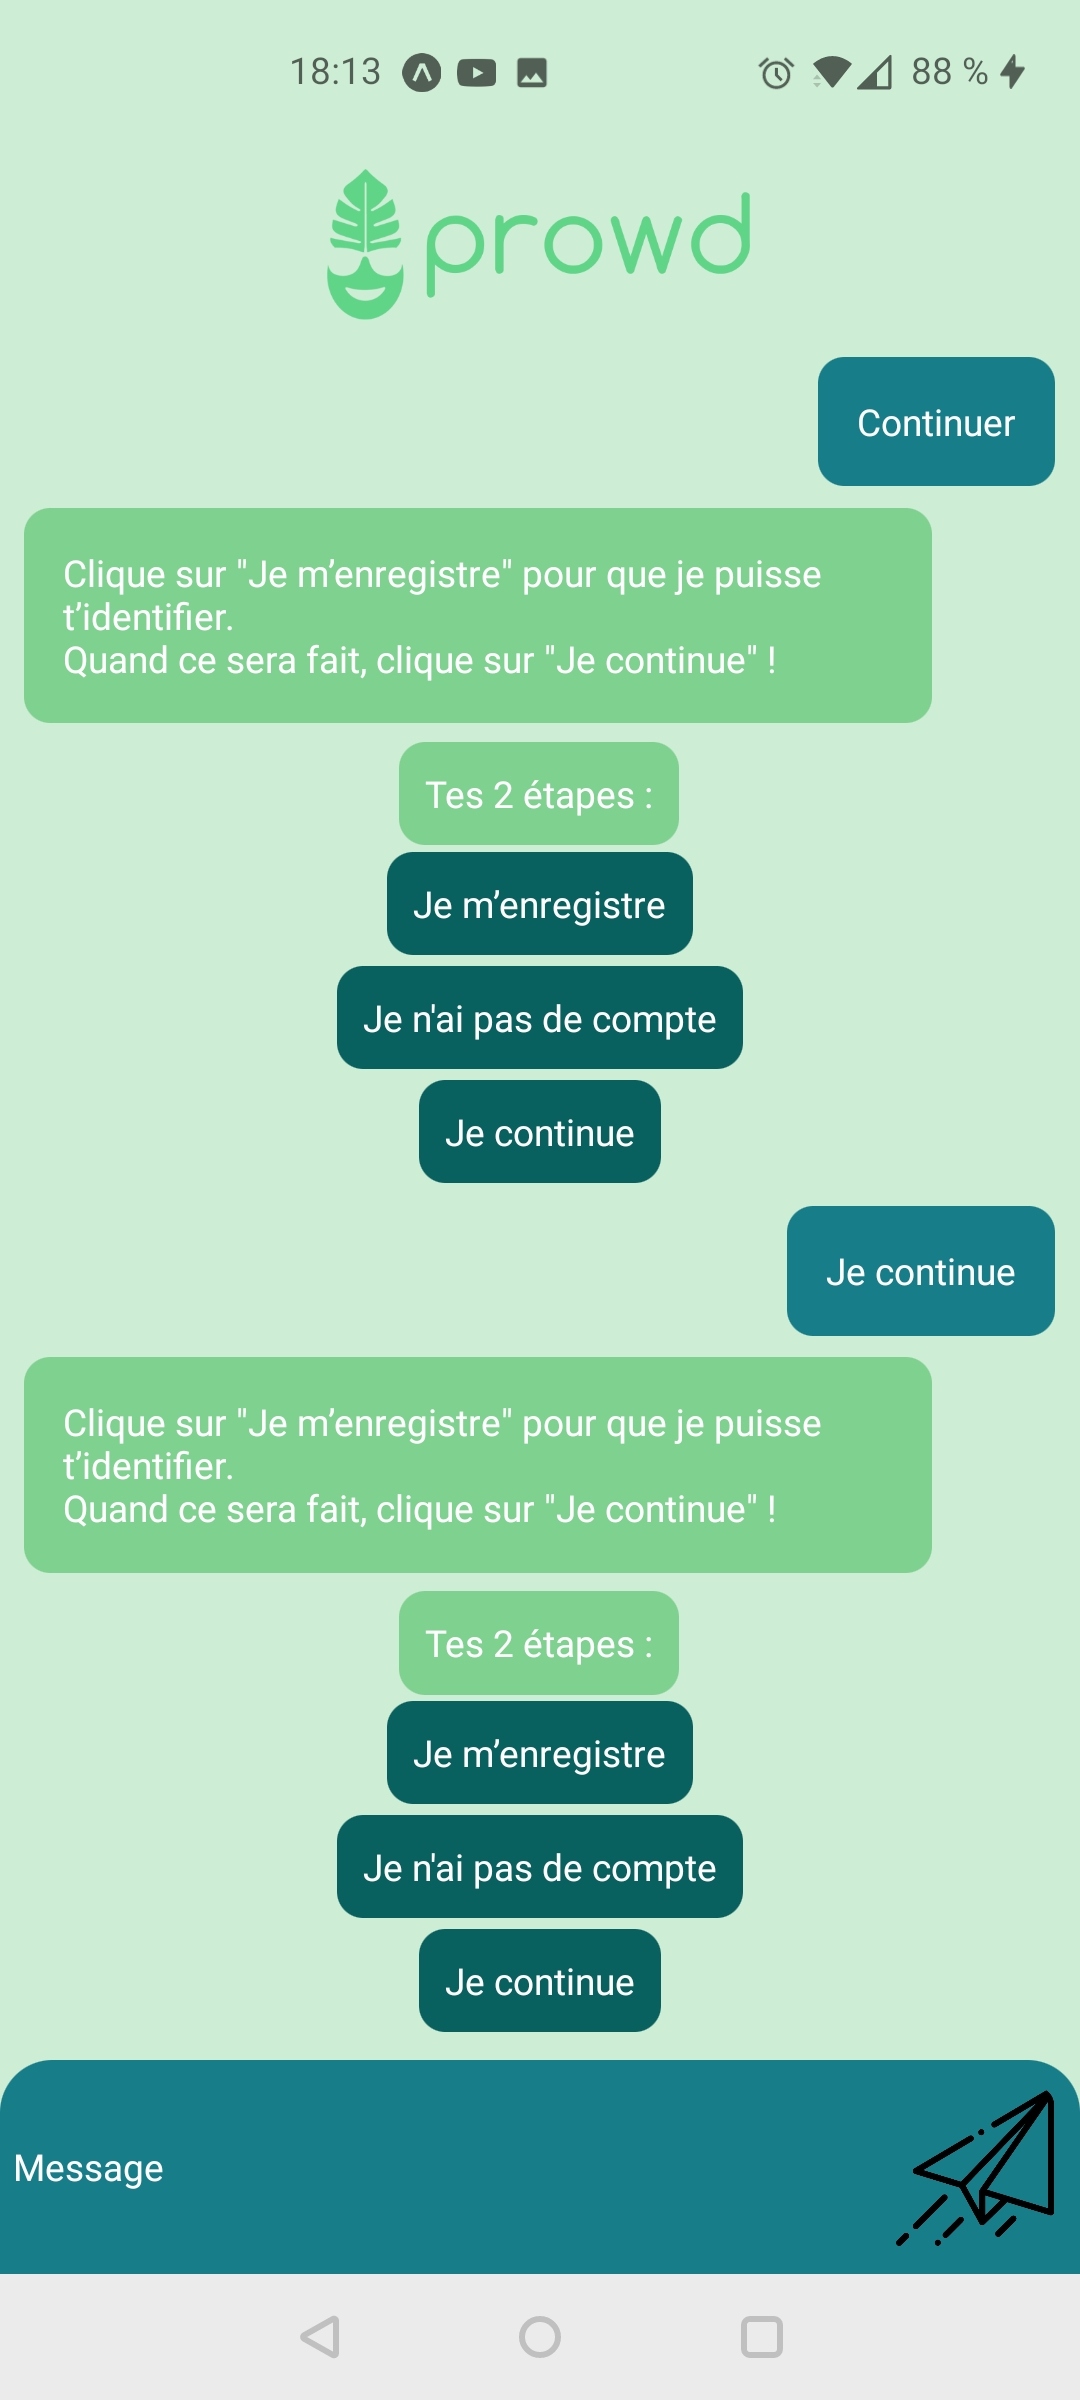 18:13
88 %
prowd
Continuer
Clique sur "Je m’enregistre" pour que je puisse
t’identifier.
Quand ce sera fait, clique sur "Je continue" !
Tes 2 étapes :
Je m’enregistre
Je n'ai pas de compte
Je continue
Je continue
Clique sur "Je m’enregistre" pour que je puisse
t’identifier.
Quand ce sera fait, clique sur "Je continue" !
Tes 2 étapes :
Je m’enregistre
Je n'ai pas de compte
Je continue
Message